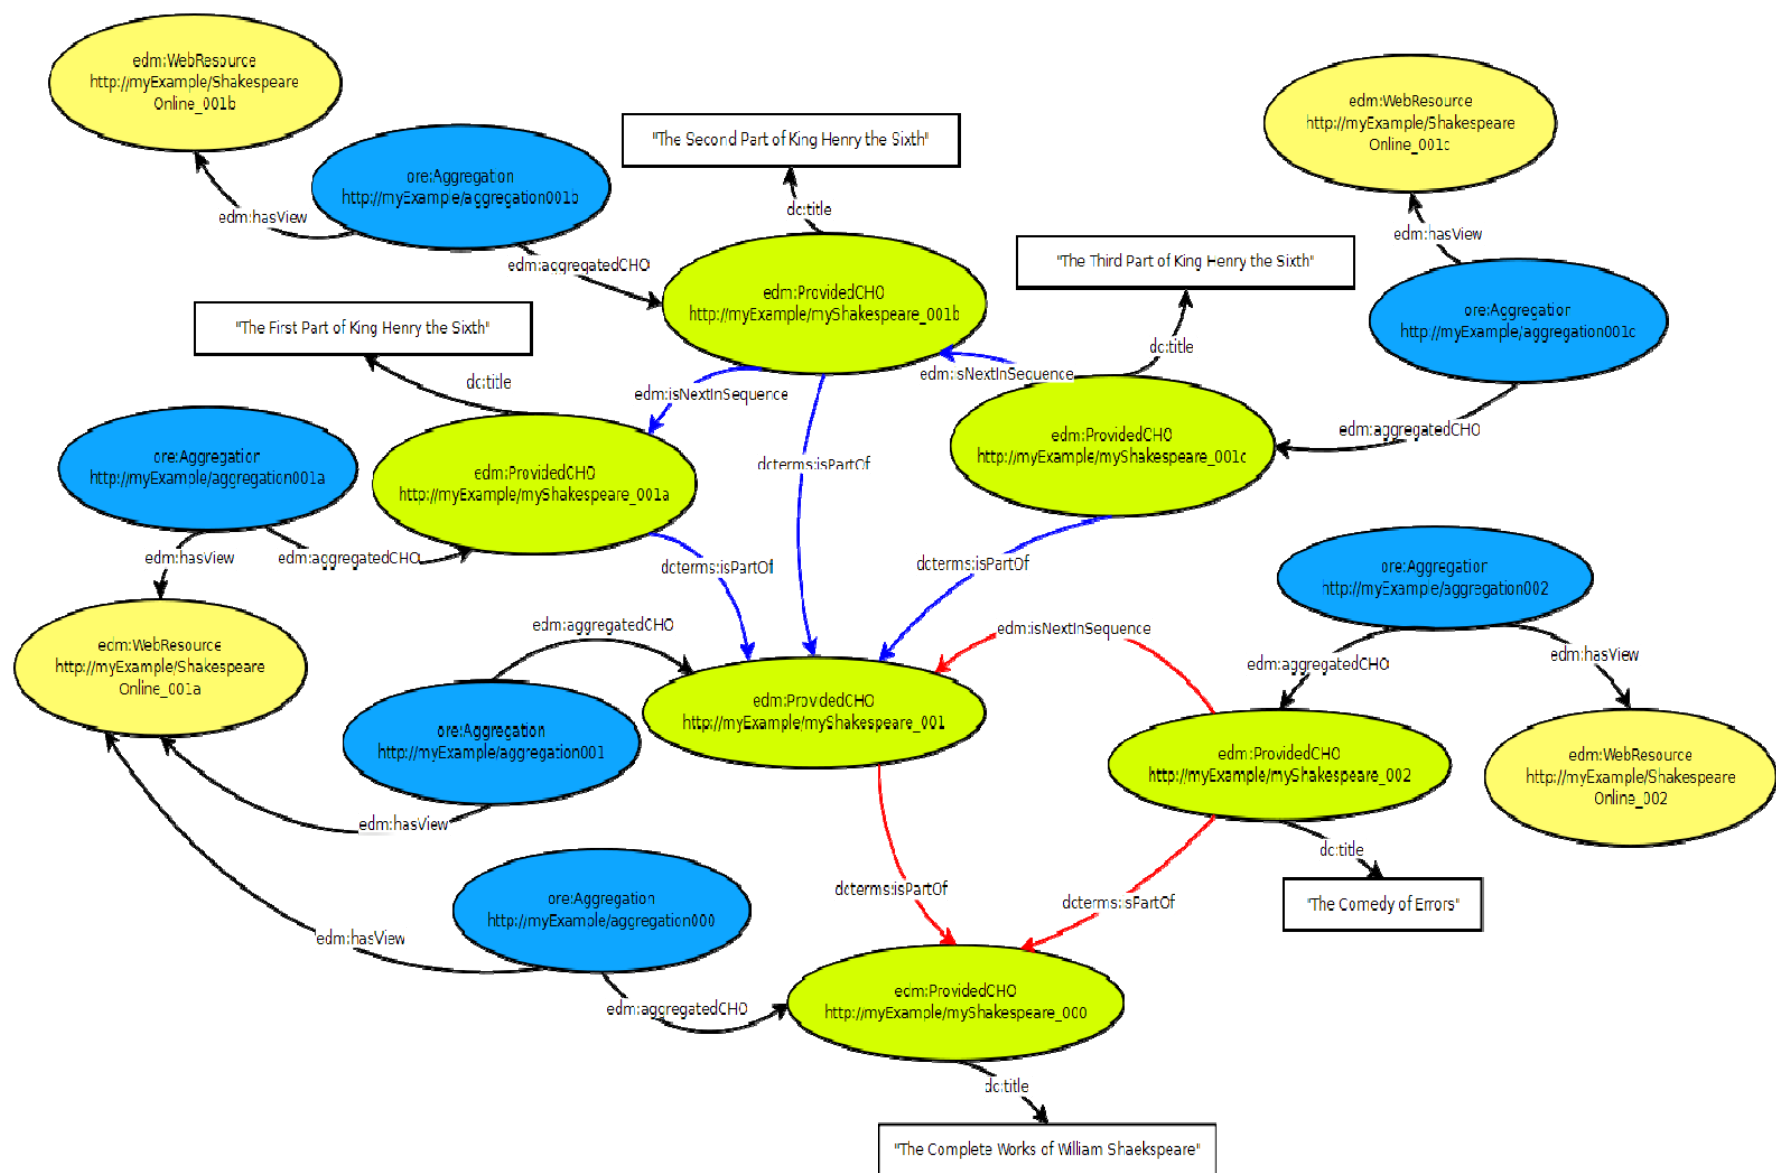 edm:WebResource
http://myExample/Shakespeare
Online_001b
ore:Aggregation
http://myExample/aggregation001b
edm:hasView
edm:aggregatedCHO
"The Second Part of King Henry the Sixth"
dc:title
edm:ProvidedCHO
http://myExample/myShakespeare_001b
edm:WebResource
http://myExample/Shakespeare
Online_001c
edm:hasView
ore:Aggregation
http://myExample/aggregation001c
edm:aggregatedCHO
"The Third Part of King Henry the Sixth"
dc:title
edm:isNextInSequence
edm:ProvidedCHO
http://myExample/myShakespeare_001c
"The First Part of King Henry the Sixth"
dc:title
edm:isNextInSequence
ore:Aggregation
http://myExample/aggregation001a
edm:ProvidedCHO
http://myExample/myShakespeare_001a
edm:hasView
edm:aggregatedCHO
dcterms:isPartOf
dcterms:isPartOf
dcterms:isPartOf
edm:WebResource
http://myExample/Shakespeare
Online_001a
edm:aggregatedCHO
ore:Aggregation
http://myExample/aggregation001
edm:hasView
edm:ProvidedCHO
http://myExample/myShakespeare_001
edm:isNextInSequence
ore:Aggregation
http://myExample/aggregation002
edm:aggregatedCHO
edm:hasView
edm:ProvidedCHO
http://myExample/myShakespeare_002
edm:WebResource
http://myExample/Shakespeare
Online_002
dc:title
"The Comedy of Errors"
dcterms:isPartOf
dcterms:isPartOf
ore:Aggregation
http://myExample/aggregation000
edm:hasView
edm:aggregatedCHO
edm:ProvidedCHO
http://myExample/myShakespeare_000
dc:title
"The Complete Works of William Shaekspeare"